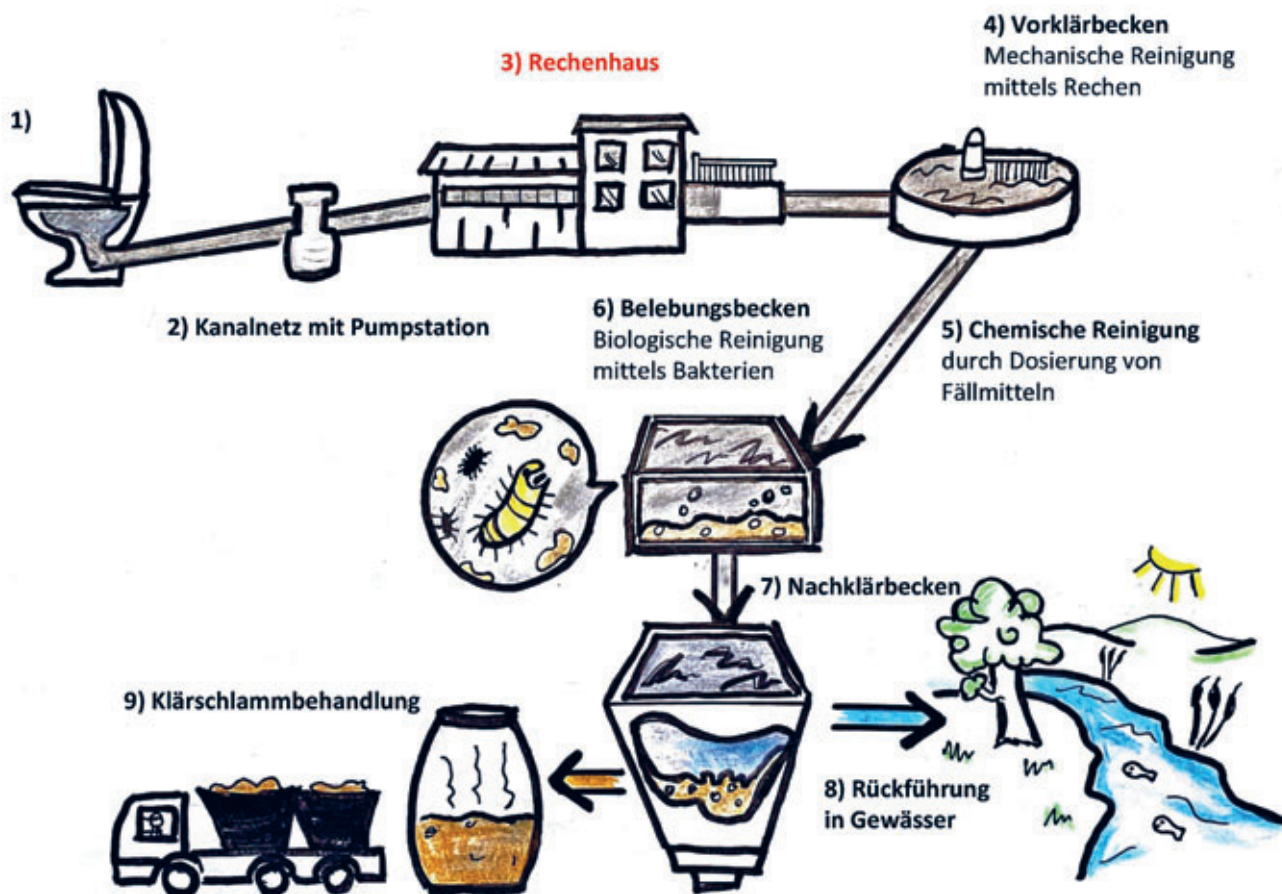 1)
2) Kanalnetz mit Pumpstation
3) Rechenhaus
4) Vorklärbecken
Mechanische Reinigung
mittels Rechen
5) Chemische Reinigung
durch Dosierung von
Fällmitteln
6) Belebungsbecken
Biologische Reinigung
mittels Bakterien
7) Nachklärbecken
8) Rückführung
in Gewässer
9) Klärschlammbehandlung